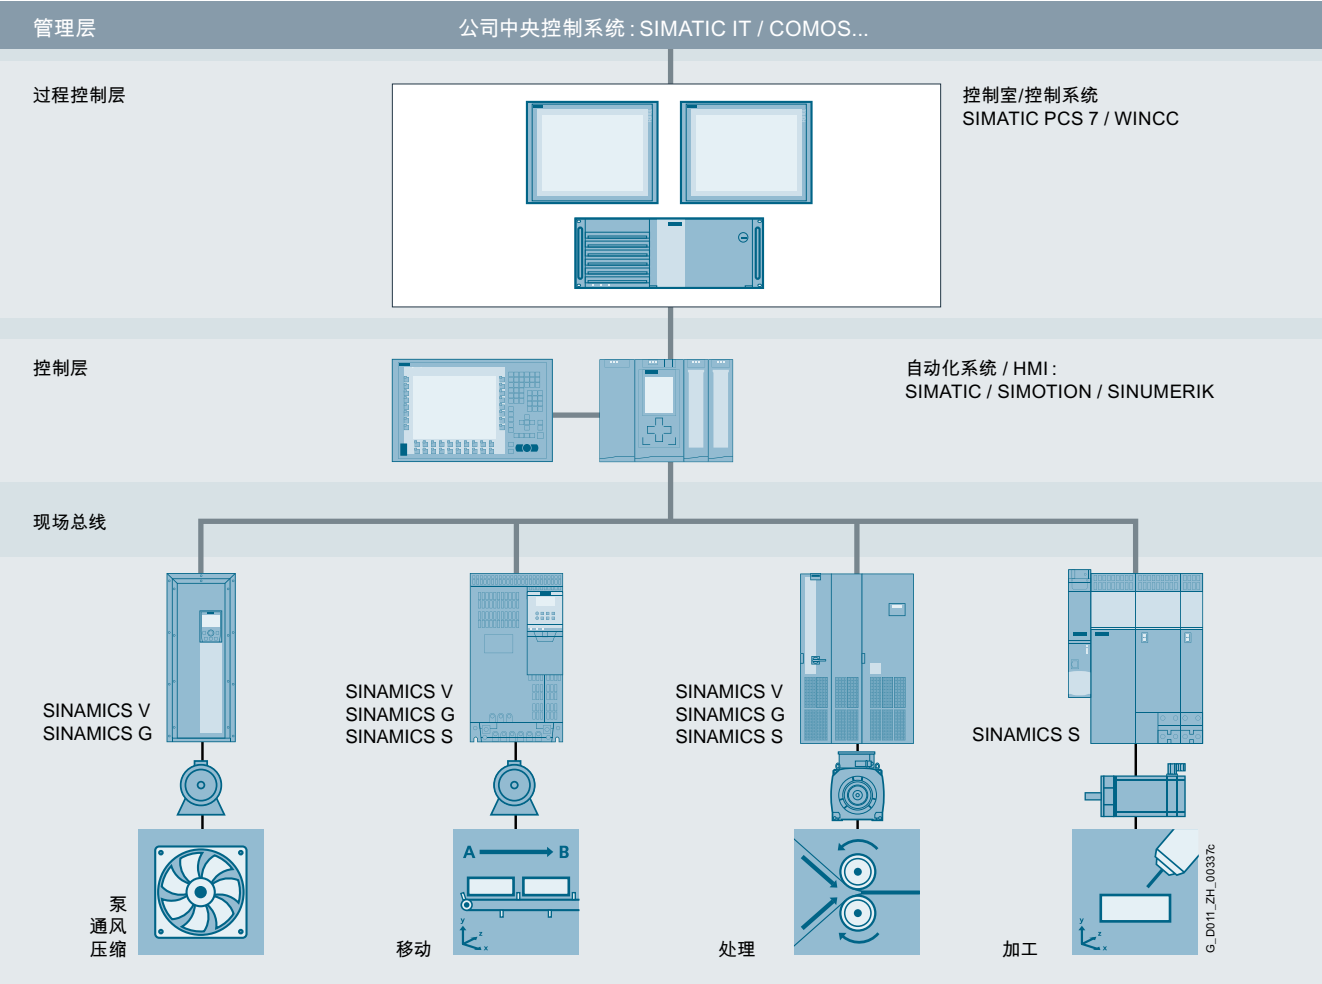 管理层
公司中央控制系统 : SIMATIC IT / COMOS...
过程控制层
控制室/控制系统
SIMATIC PCS 7 / WINCC
控制层
自动化系统 / HMI :
SIMATIC / SIMOTION / SINUMERIK
现场总线
SINAMICS V
SINAMICS G
SINAMICS V
SINAMICS G
SINAMICS S
SINAMICS V
SINAMICS G
SINAMICS S
SINAMICS S
泵
通风
压缩
A B
y
z
x
移动
处理
加工
y
z
x
G_D011_ZH_00337c